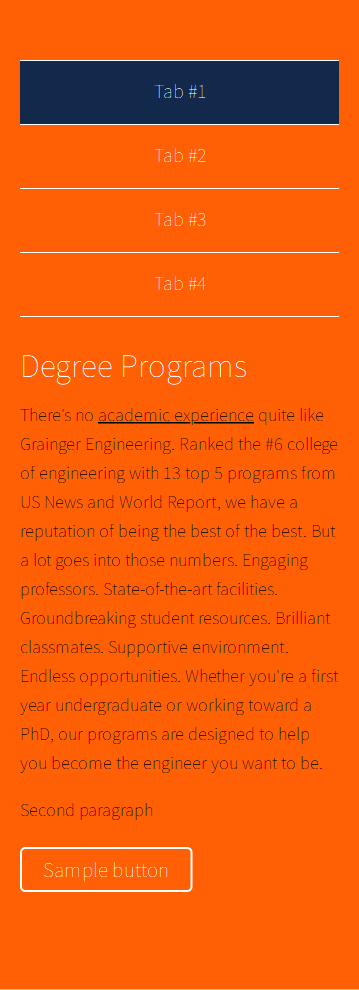 Tab #1
Tab #2
Tab #3
Tab #4
Degree Programs
There's no academic experience quite like
Grainger Engineering. Ranked the #6 college
of engineering with 13 top 5 programs from
US News and World Report, we have a
reputation of being the best of the best. But
a lot goes into those numbers. Engaging
professors. State-of-the-art facilities.
Groundbreaking student resources. Brilliant
classmates. Supportive environment.
Endless opportunities. Whether you're a first
year undergraduate or working toward a
PhD, our programs are designed to help
you become the engineer you want to be.
Second paragraph
Sample button